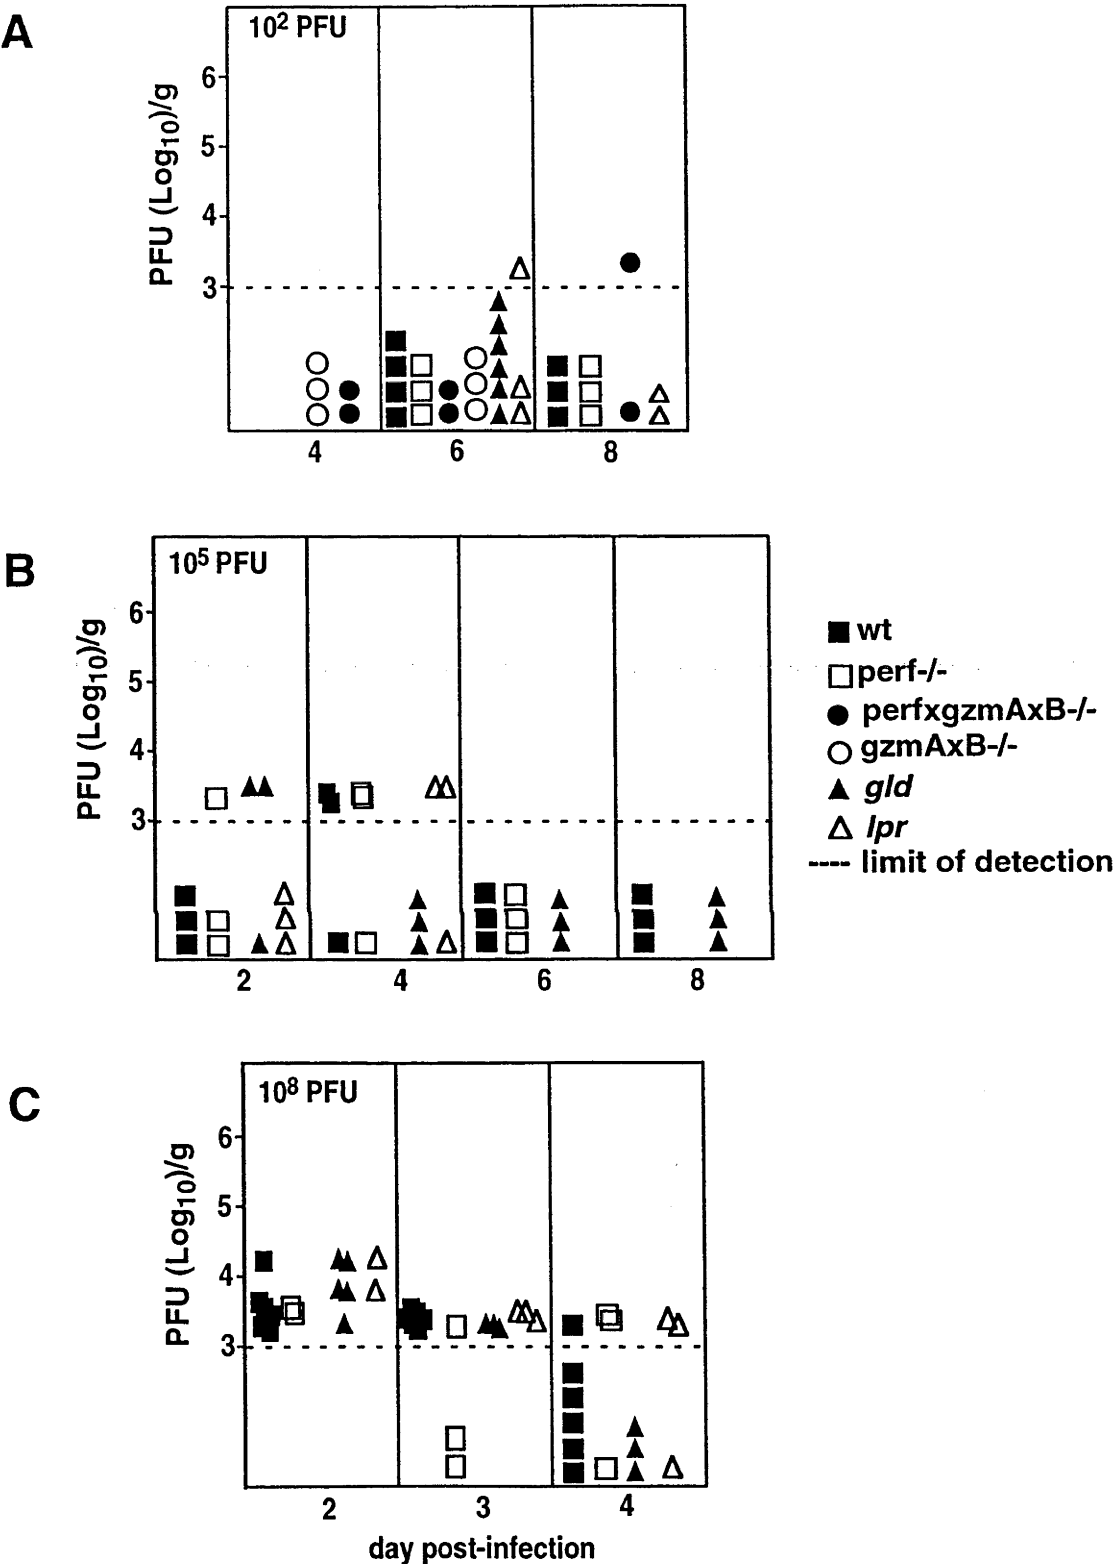 A
10² PFU
PFU (Log₁₀)/g
6
5
4
3
4 6 8
B
10⁵ PFU
PFU (Log₁₀)/g
6
5
4
3
2 4 6 8
wt
perf-/-
perfxgzmAxB-/-
gzmAxB-/-
gld
lpr
---- limit of detection
C
10⁸ PFU
PFU (Log₁₀)/g
6
5
4
3
2 3 4
day post-infection